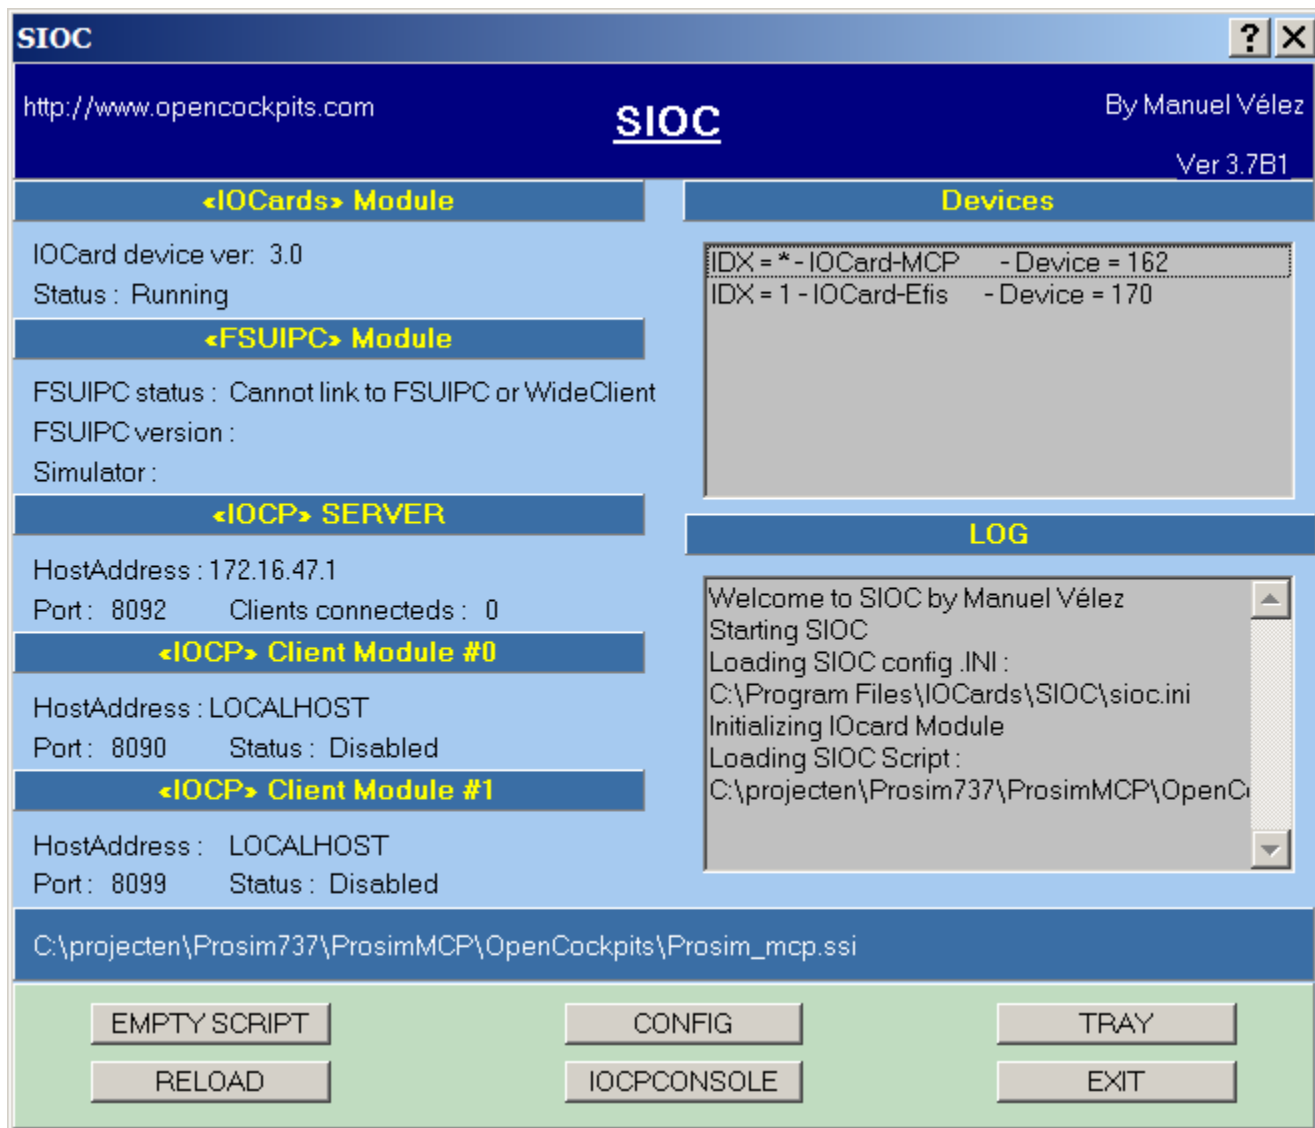 SIOC
http://www.opencockpits.com
SIOC
By Manuel Vélez
Ver 3.7B1
«IOCards» Module
IOCard device ver: 3.0
Status : Running
«FSUIPC» Module
FSUIPC status : Cannot link to FSUIPC or WideClient
FSUIPC version :
Simulator :
«IOCP» SERVER
HostAddress : 172.16.47.1
Port : 8092 Clients connecteds : 0
«IOCP» Client Module #0
HostAddress : LOCALHOST
Port : 8090 Status : Disabled
«IOCP» Client Module #1
HostAddress : LOCALHOST
Port : 8099 Status : Disabled
Devices
IDX = * - IOCard-MCP - Device = 162
IDX = 1 - IOCard-Efis - Device = 170
LOG
Welcome to SIOC by Manuel Vélez
Starting SIOC
Loading SIOC config .INI :
C:\Program Files\IOCards\SIOC\sioc.ini
Initializing IOcard Module
Loading SIOC Script :
C:\projecten\Prosim737\ProsimMCP\OpenC
C:\projecten\Prosim737\ProsimMCP\OpenCockpits\Prosim_mcp.ssi
EMPTY SCRIPT
CONFIG
TRAY
RELOAD
IOCPCONSOLE
EXIT